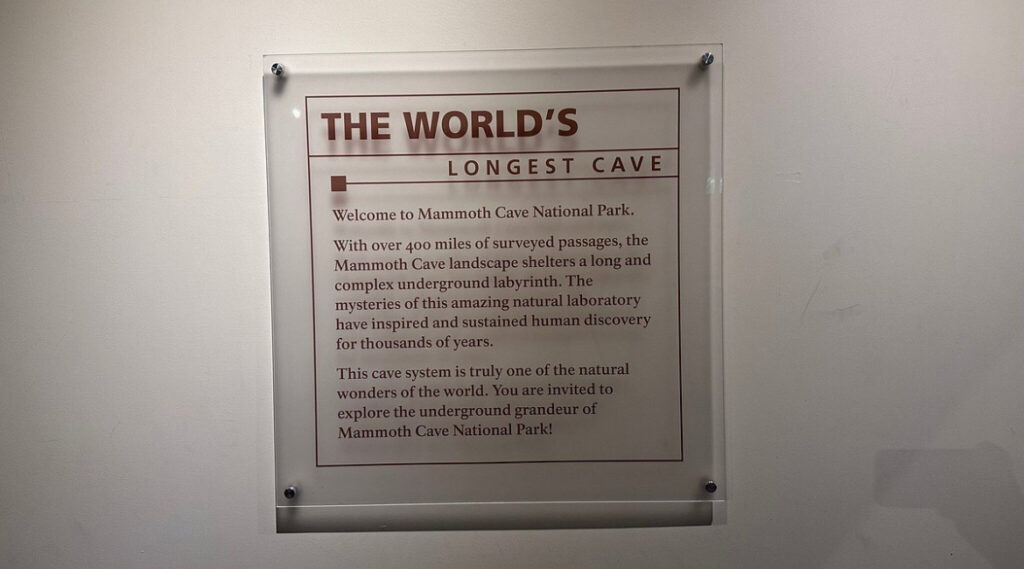 THE WORLD'S
LONGEST CAVE
Welcome to Mammoth Cave National Park.
With over 400 miles of surveyed passages, the
Mammoth Cave landscape shelters a long and
complex underground labyrinth. The
mysteries of this amazing natural laboratory
have inspired and sustained human discovery
for thousands of years.
This cave system is truly one of the natural
wonders of the world. You are invited to
explore the underground grandeur of
Mammoth Cave National Park!